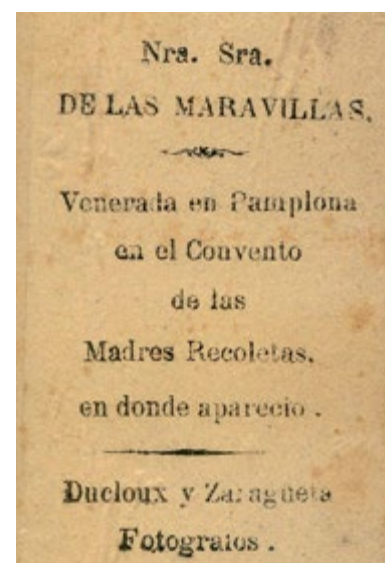 Nra. Sra.
DE LAS MARAVILLAS.
Venerada en Pamplona
en el Convento
de las
Madres Recoletas.
en donde aparecio .
Ducloux y Zaragueta
Fotografos .